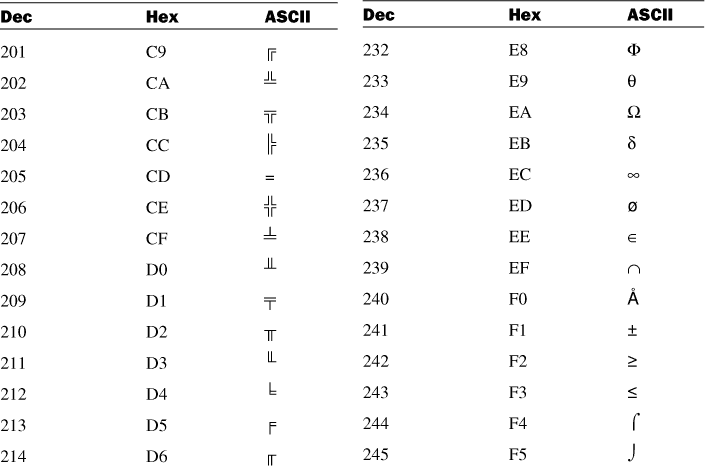 Dec Hex ASCII
201 C9 ╔
202 CA ╩
203 CB ╦
204 CC ╠
205 CD =
206 CE ╬
207 CF ╧
208 D0 ╨
209 D1 ╤
210 D2 ╥
211 D3 ╙
212 D4 ╘
213 D5 ╒
214 D6 ╓
Dec Hex ASCII
232 E8 Φ
233 E9 θ
234 EA Ω
235 EB δ
236 EC ∞
237 ED ø
238 EE ∈
239 EF ∩
240 F0 Å
241 F1 ±
242 F2 ≥
243 F3 ≤
244 F4 ⌠
245 F5 ⌡